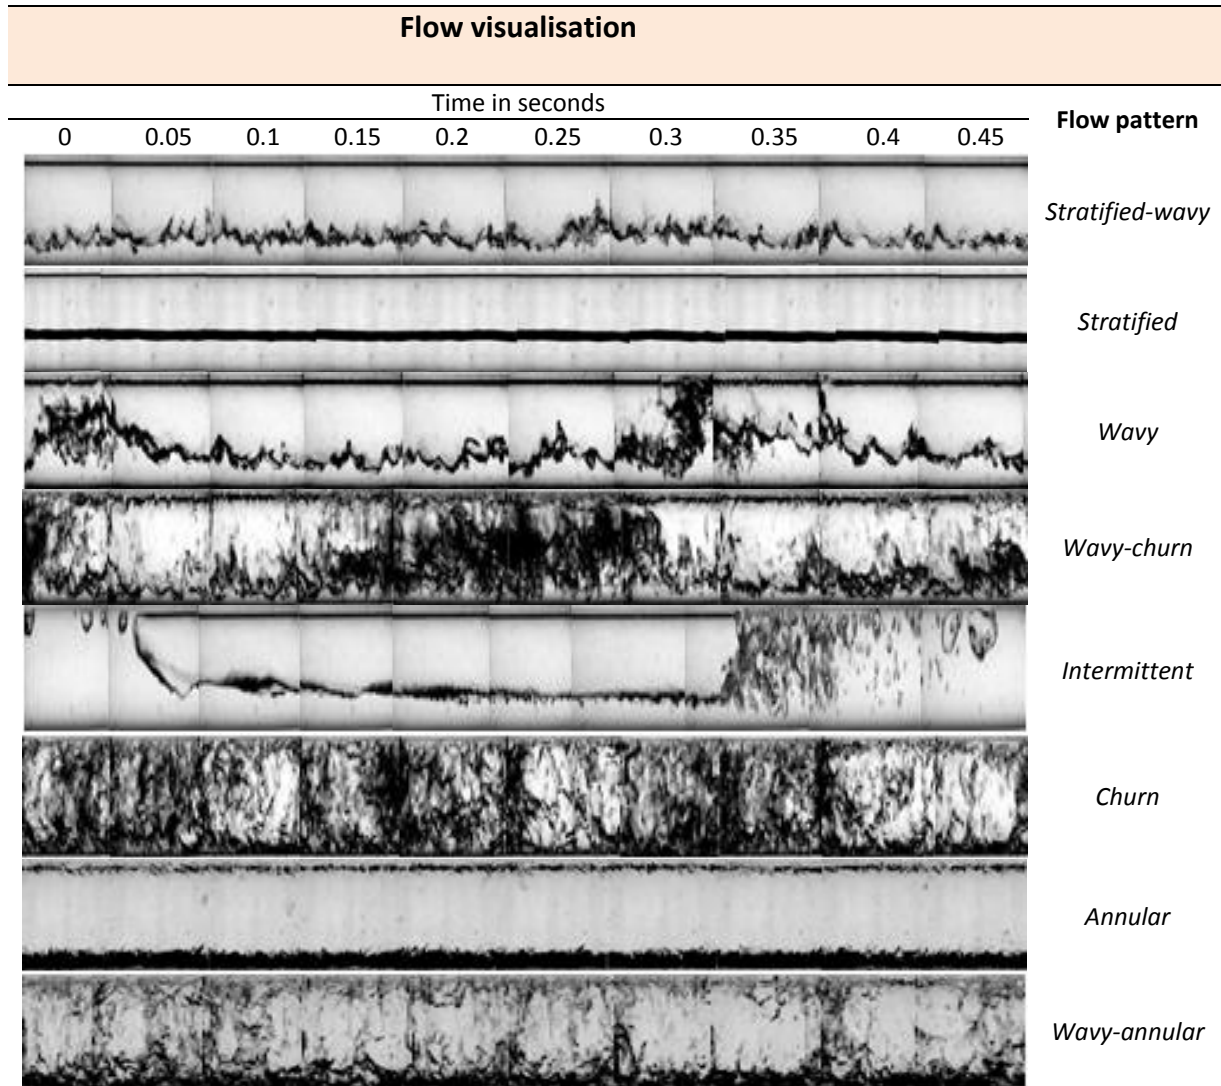 Flow visualisation
Time in seconds
Flow pattern
0 0.05 0.1 0.15 0.2 0.25 0.3 0.35 0.4 0.45
Stratified-wavy
Stratified
Wavy
Wavy-churn
Intermittent
Churn
Annular
Wavy-annular